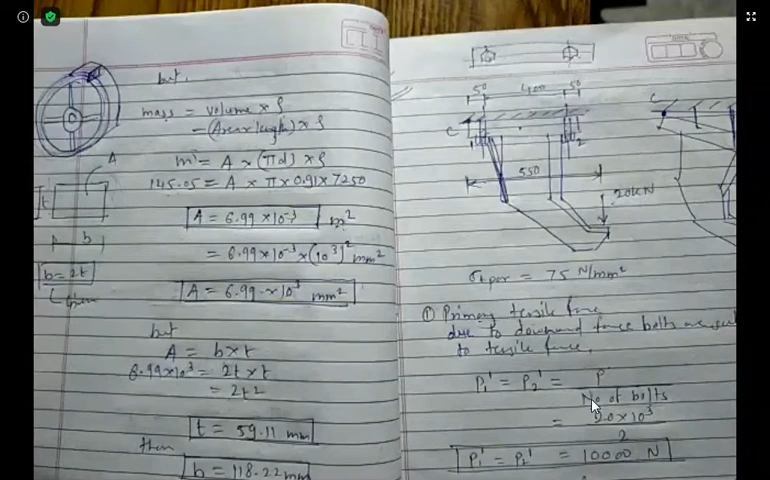 but,
mass = volume × ρ
= (Area × length) × ρ
m = A × (πd) × ρ
145.05 = A × π × 0.91 × 7250
A = 6.99 × 10⁻³ m²
= 6.99 × 10⁻³ × (10³)² mm²
A = 6.99 × 10³ mm²
but
A = b × t
6.99 × 10³ = 2t × t
= 2t²
t = 59.11 mm
then
b = 118.22 mm
A
t
b
b = 2t
given
50 400 50
C
1 2
550
20 kN
C
σt per = 75 N/mm²
① Primary tensile force
due to downward force bolts
to tensile force.
P₁' = P₂' = P
No of bolts
= 20 × 10³
2
P₁' = P₂' = 10000 N